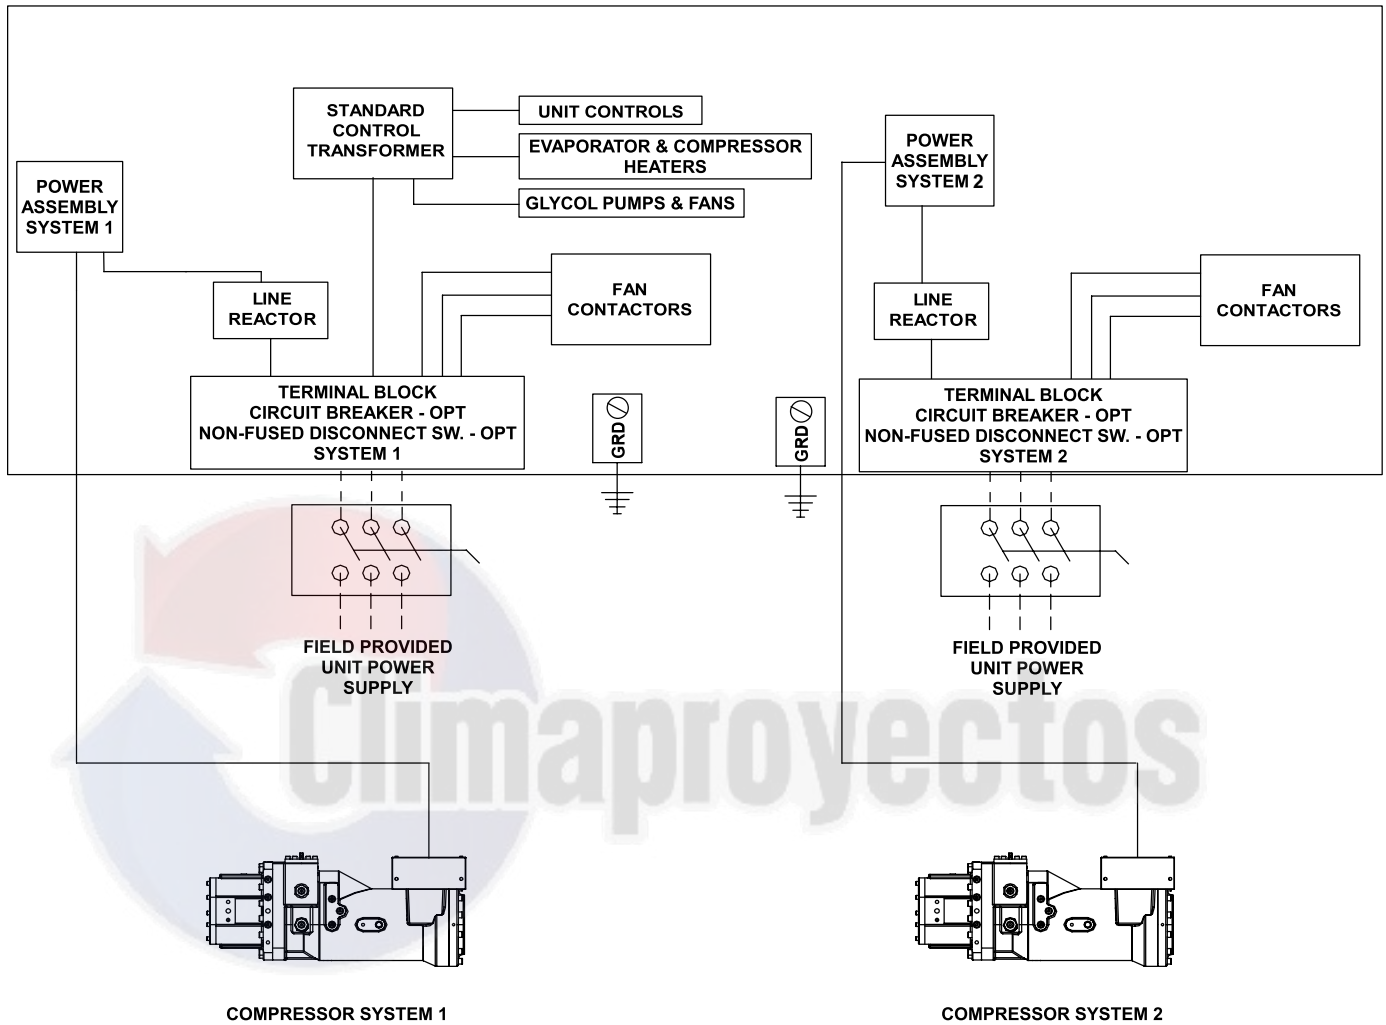 STANDARD
CONTROL
TRANSFORMER
UNIT CONTROLS
EVAPORATOR & COMPRESSOR
HEATERS
GLYCOL PUMPS & FANS
POWER
ASSEMBLY
SYSTEM 1
LINE
REACTOR
FAN
CONTACTORS
TERMINAL BLOCK
CIRCUIT BREAKER - OPT
NON-FUSED DISCONNECT SW. - OPT
SYSTEM 1
GRD
POWER
ASSEMBLY
SYSTEM 2
LINE
REACTOR
FAN
CONTACTORS
GRD
TERMINAL BLOCK
CIRCUIT BREAKER - OPT
NON-FUSED DISCONNECT SW. - OPT
SYSTEM 2
FIELD PROVIDED
UNIT POWER
SUPPLY
FIELD PROVIDED
UNIT POWER
SUPPLY
Climaproyectos
COMPRESSOR SYSTEM 1
COMPRESSOR SYSTEM 2